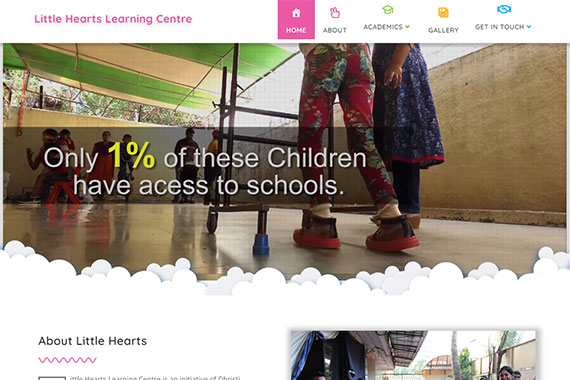 Little Hearts Learning Centre
HOME
ABOUT
ACADEMICS
GALLERY
GET IN TOUCH
Only 1% of these Children
have acess to schools.
About Little Hearts
ittle Hearts Learning Centre is an initiative of Dhristi